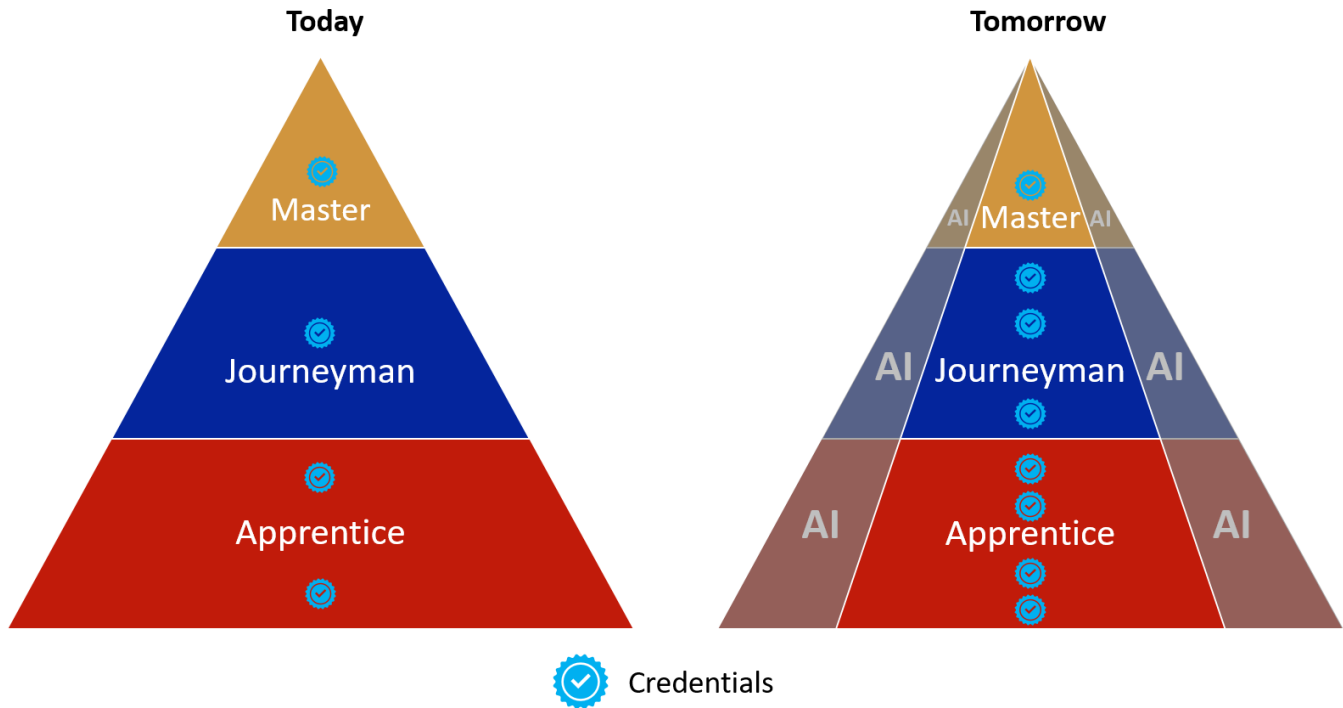 Today
Tomorrow
Master
AI
Master
AI
Journeyman
AI
Journeyman
AI
Apprentice
AI
Apprentice
AI
Credentials